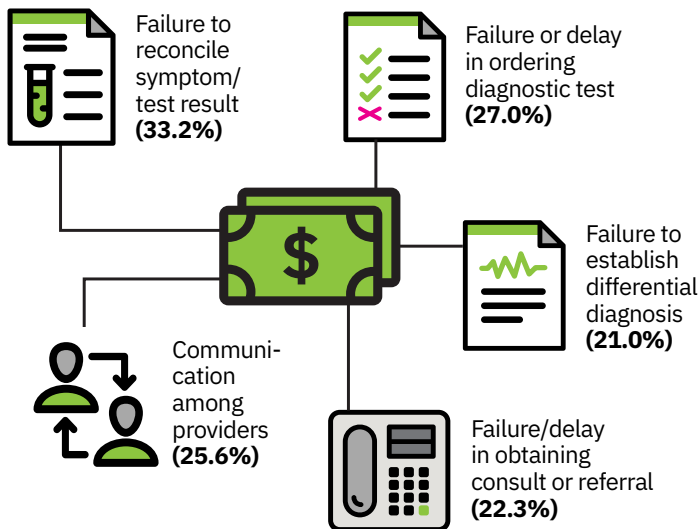 Failure to
reconcile
symptom/
test result
(33.2%)
Failure or delay
in ordering
diagnostic test
(27.0%)
$
Failure to
establish
differential
diagnosis
(21.0%)
Communi-
cation
among
providers
(25.6%)
Failure/delay
in obtaining
consult or referral
(22.3%)